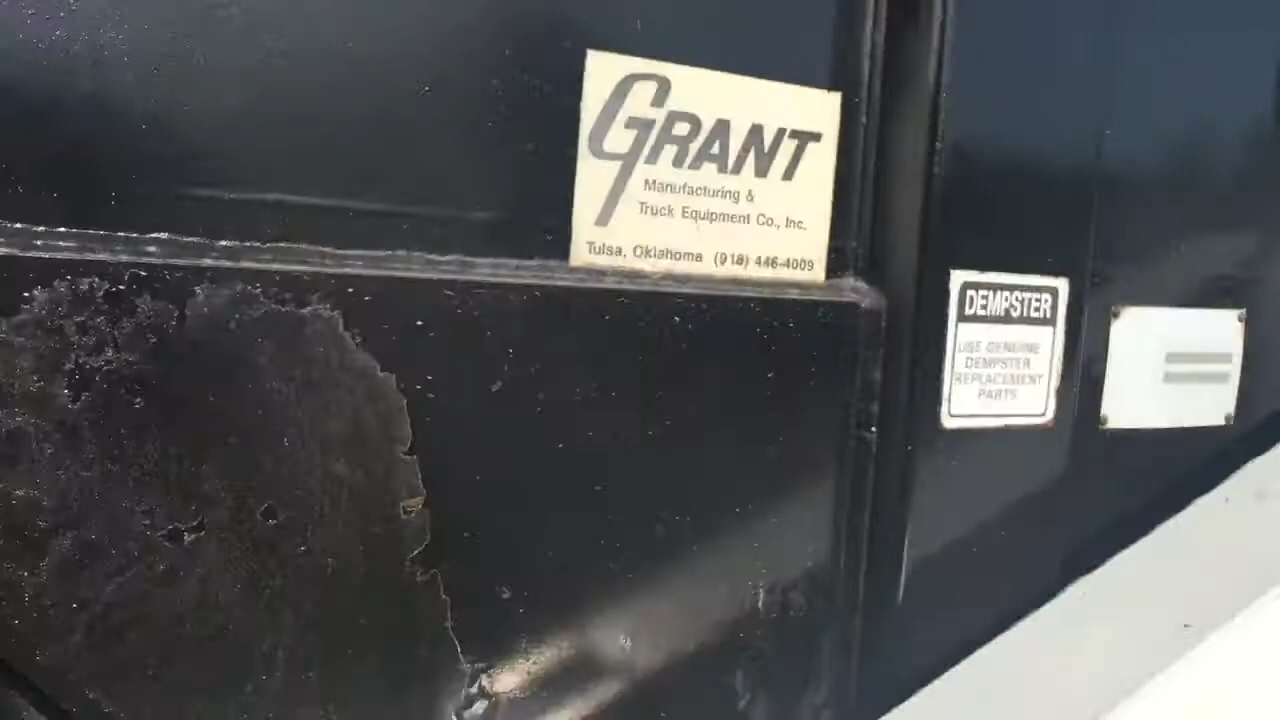 GRANT
Manufacturing &
Truck Equipment Co., Inc.
Tulsa, Oklahoma (918) 446-4009
DEMPSTER
USE GENUINE
DEMPSTER
REPLACEMENT
PARTS